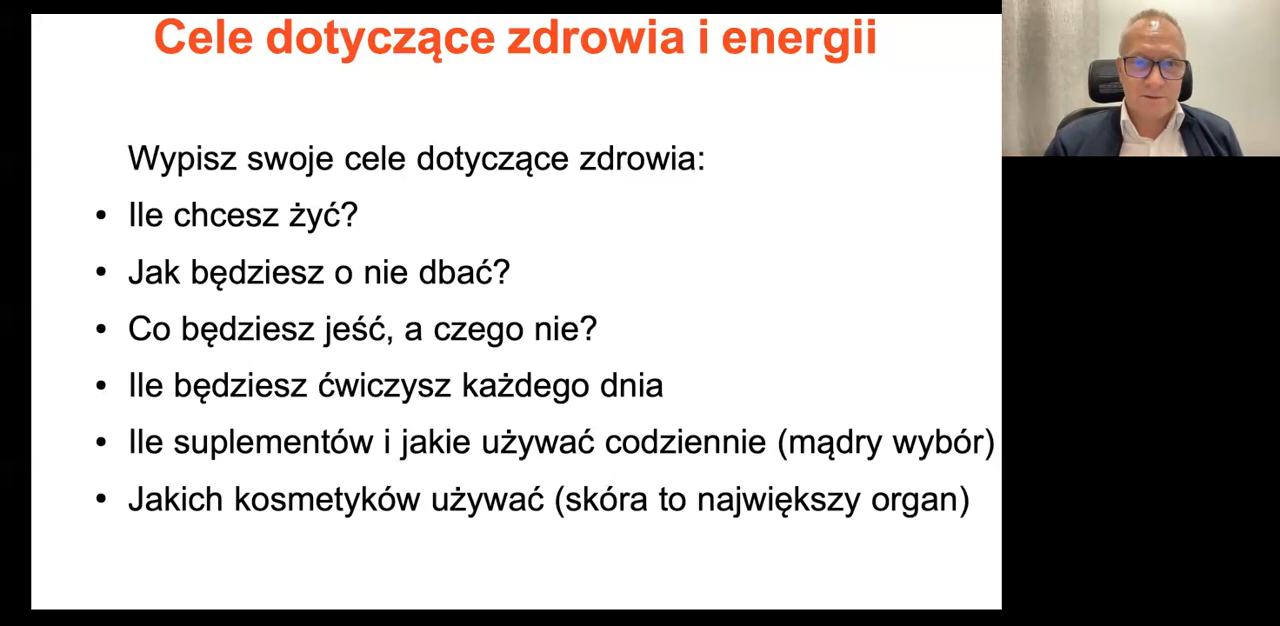 Cele dotyczące zdrowia i energii
Wypisz swoje cele dotyczące zdrowia:
• Ile chcesz żyć?
• Jak będziesz o nie dbać?
• Co będziesz jeść, a czego nie?
• Ile będziesz ćwiczysz każdego dnia
• Ile suplementów i jakie używać codziennie (mądry wybór)
• Jakich kosmetyków używać (skóra to największy organ)